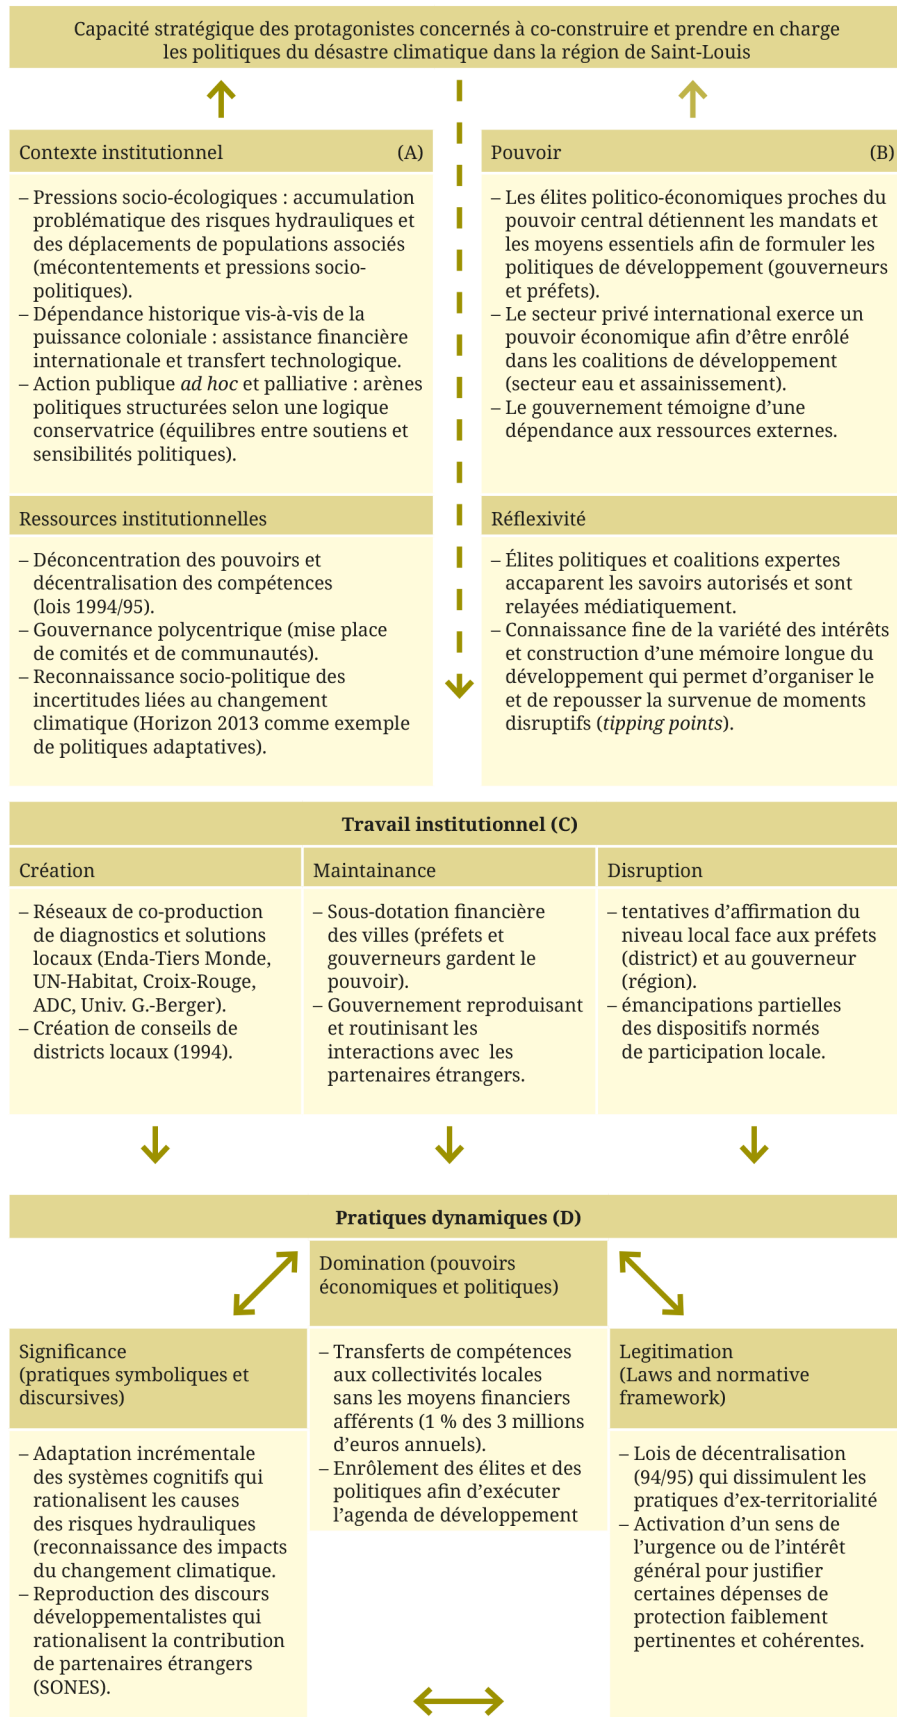 Capacité stratégique des protagonistes concernés à co-construire et prendre en charge
les politiques du désastre climatique dans la région de Saint-Louis
Contexte institutionnel (A)
– Pressions socio-écologiques : accumulation
problématique des risques hydrauliques et
des déplacements de populations associés
(mécontentements et pressions socio-
politiques).
– Dépendance historique vis-à-vis de la
puissance coloniale : assistance financière
internationale et transfert technologique.
– Action publique ad hoc et palliative : arènes
politiques structurées selon une logique
conservatrice (équilibres entre soutiens et
sensibilités politiques).
Ressources institutionnelles
– Déconcentration des pouvoirs et
décentralisation des compétences
(lois 1994/95).
– Gouvernance polycentrique (mise place
de comités et de communautés).
– Reconnaissance socio-politique des
incertitudes liées au changement
climatique (Horizon 2013 comme exemple
de politiques adaptatives).
Pouvoir (B)
– Les élites politico-économiques proches du
pouvoir central détiennent les mandats et
les moyens essentiels afin de formuler les
politiques de développement (gouverneurs
et préfets).
– Le secteur privé international exerce un
pouvoir économique afin d’être enrôlé
dans les coalitions de développement
(secteur eau et assainissement).
– Le gouvernement témoigne d’une
dépendance aux ressources externes.
Réflexivité
– Élites politiques et coalitions expertes
accaparent les savoirs autorisés et sont
relayées médiatiquement.
– Connaissance fine de la variété des intérêts
et construction d’une mémoire longue du
développement qui permet d’organiser le
et de repousser la survenue de moments
disruptifs (tipping points).
Travail institutionnel (C)
Création
– Réseaux de co-production
de diagnostics et solutions
locaux (Enda-Tiers Monde,
UN-Habitat, Croix-Rouge,
ADC, Univ. G.-Berger).
– Création de conseils de
districts locaux (1994).
Maintainance
– Sous-dotation financière
des villes (préfets et
gouverneurs gardent le
pouvoir).
– Gouvernement reproduisant
et routinisant les
interactions avec les
partenaires étrangers.
Disruption
– tentatives d’affirmation du
niveau local face aux préfets
(district) et au gouverneur
(région).
– émancipations partielles
des dispositifs normés
de participation locale.
Pratiques dynamiques (D)
Significance
(pratiques symboliques et
discursives)
– Adaptation incrémentale
des systèmes cognitifs qui
rationalisent les causes
des risques hydrauliques
(reconnaissance des impacts
du changement climatique.
– Reproduction des discours
développementalistes qui
rationalisent la contribution
de partenaires étrangers
(SONES).
Domination (pouvoirs
économiques et politiques)
– Transferts de compétences
aux collectivités locales
sans les moyens financiers
afférents (1 % des 3 millions
d’euros annuels).
– Enrôlement des élites et des
politiques afin d’exécuter
l’agenda de développement
Legitimation
(Laws and normative
framework)
– Lois de décentralisation
(94/95) qui dissimulent les
pratiques d’ex-territorialité
– Activation d’un sens de
l’urgence ou de l’intérêt
général pour justifier
certaines dépenses de
protection faiblement
pertinentes et cohérentes.